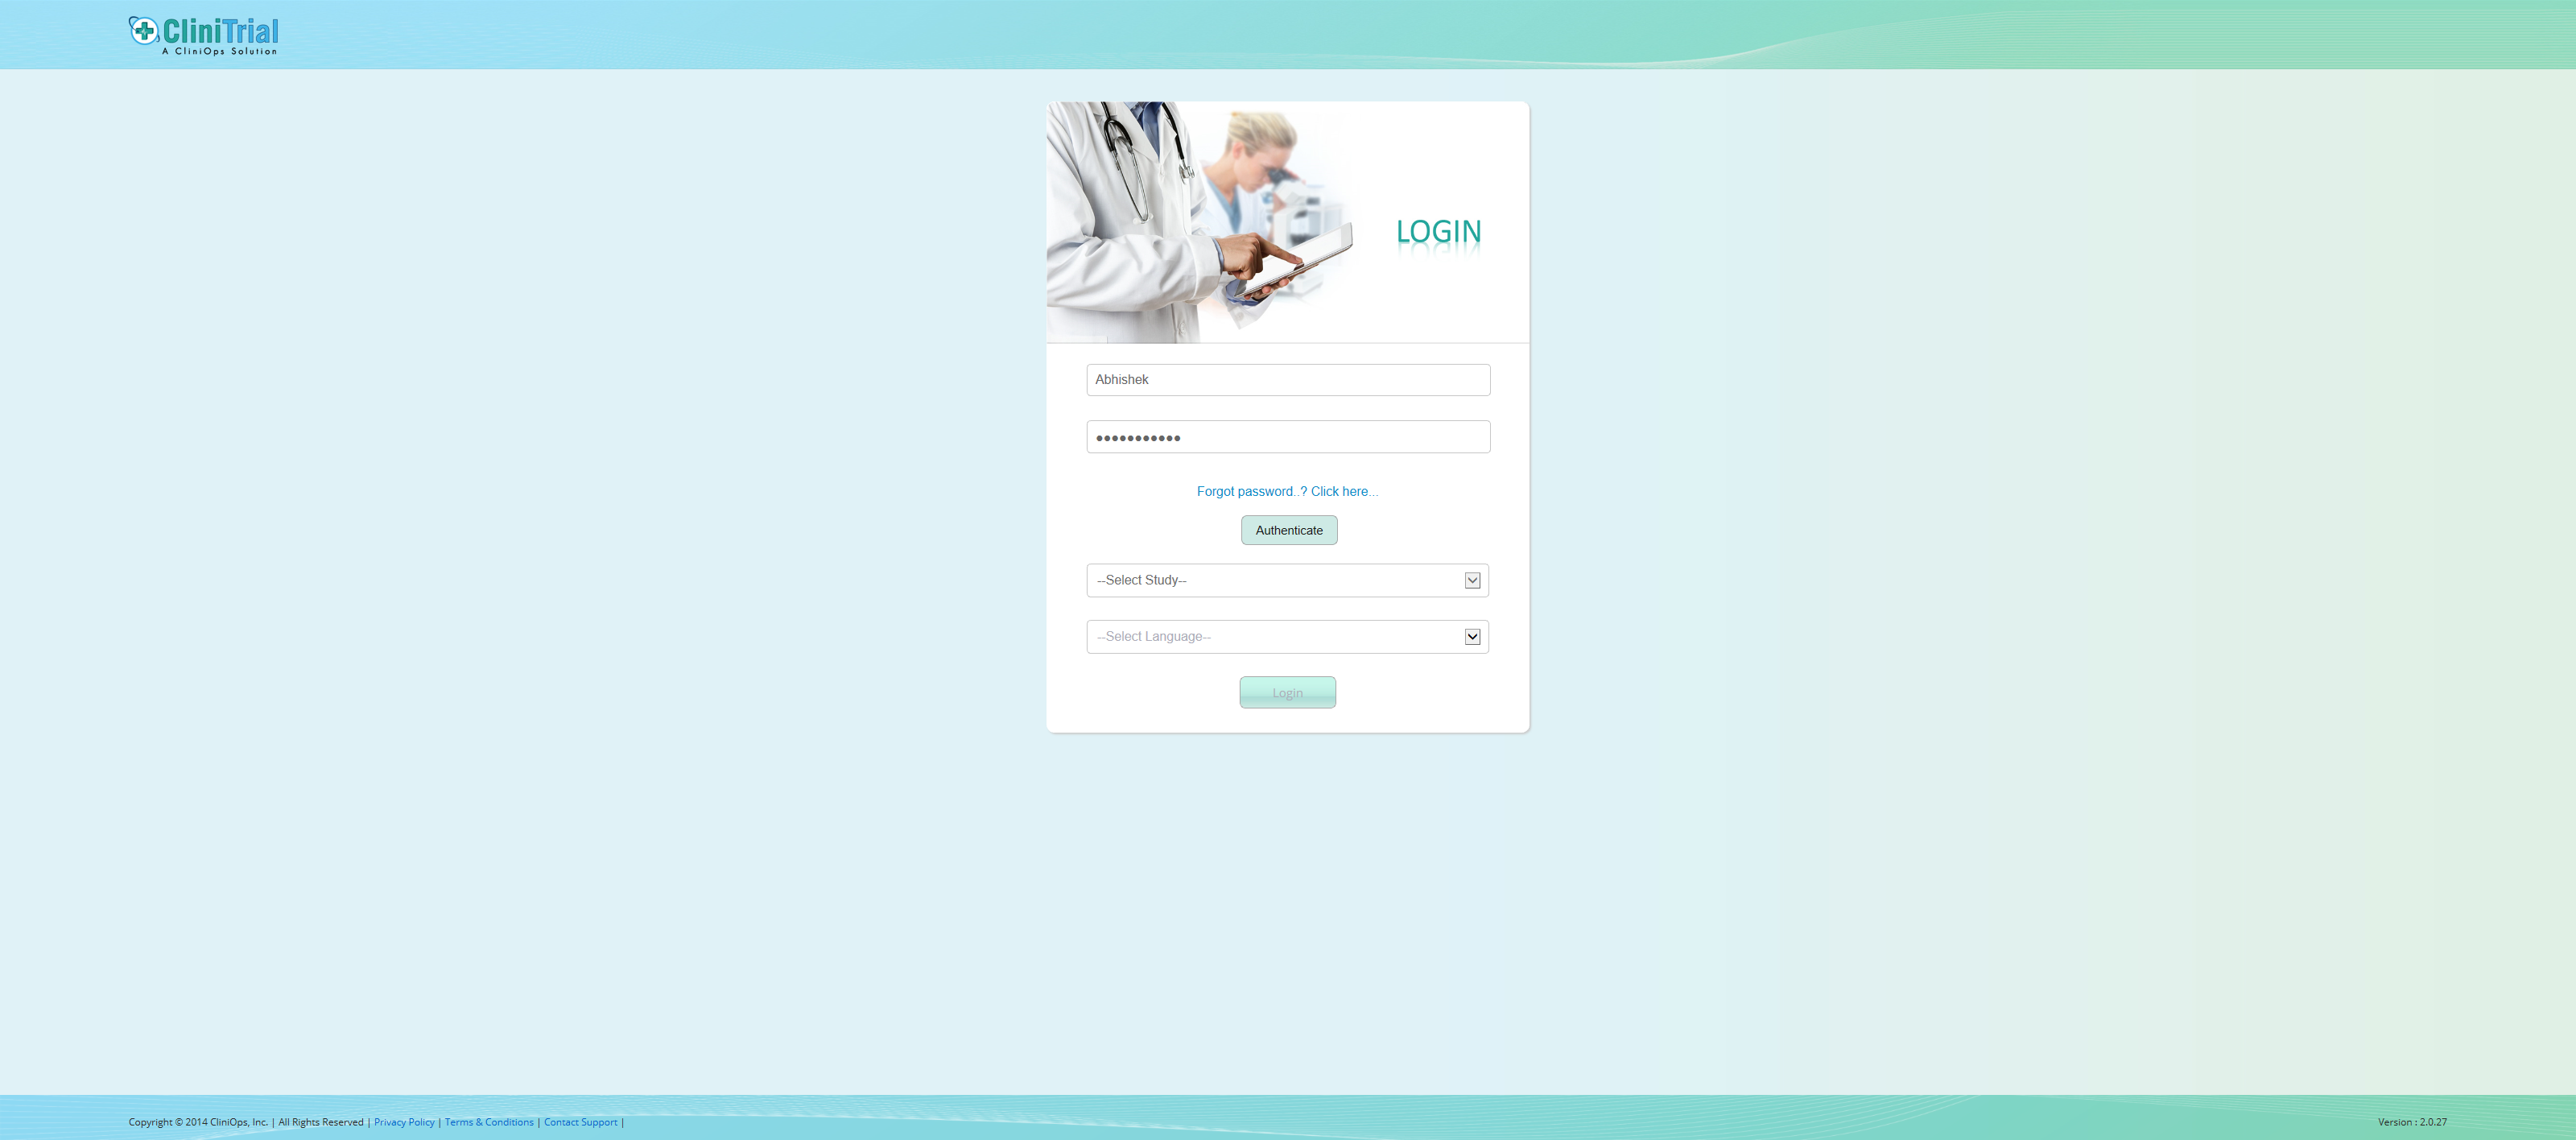 CliniTrial
A CliniOps Solution
LOGIN
Abhishek
●●●●●●●●●●●
Forgot password..? Click here...
Authenticate
--Select Study--
--Select Language--
Login
Copyright © 2014 CliniOps, Inc. | All Rights Reserved | Privacy Policy | Terms & Conditions | Contact Support |
Version : 2.0.27